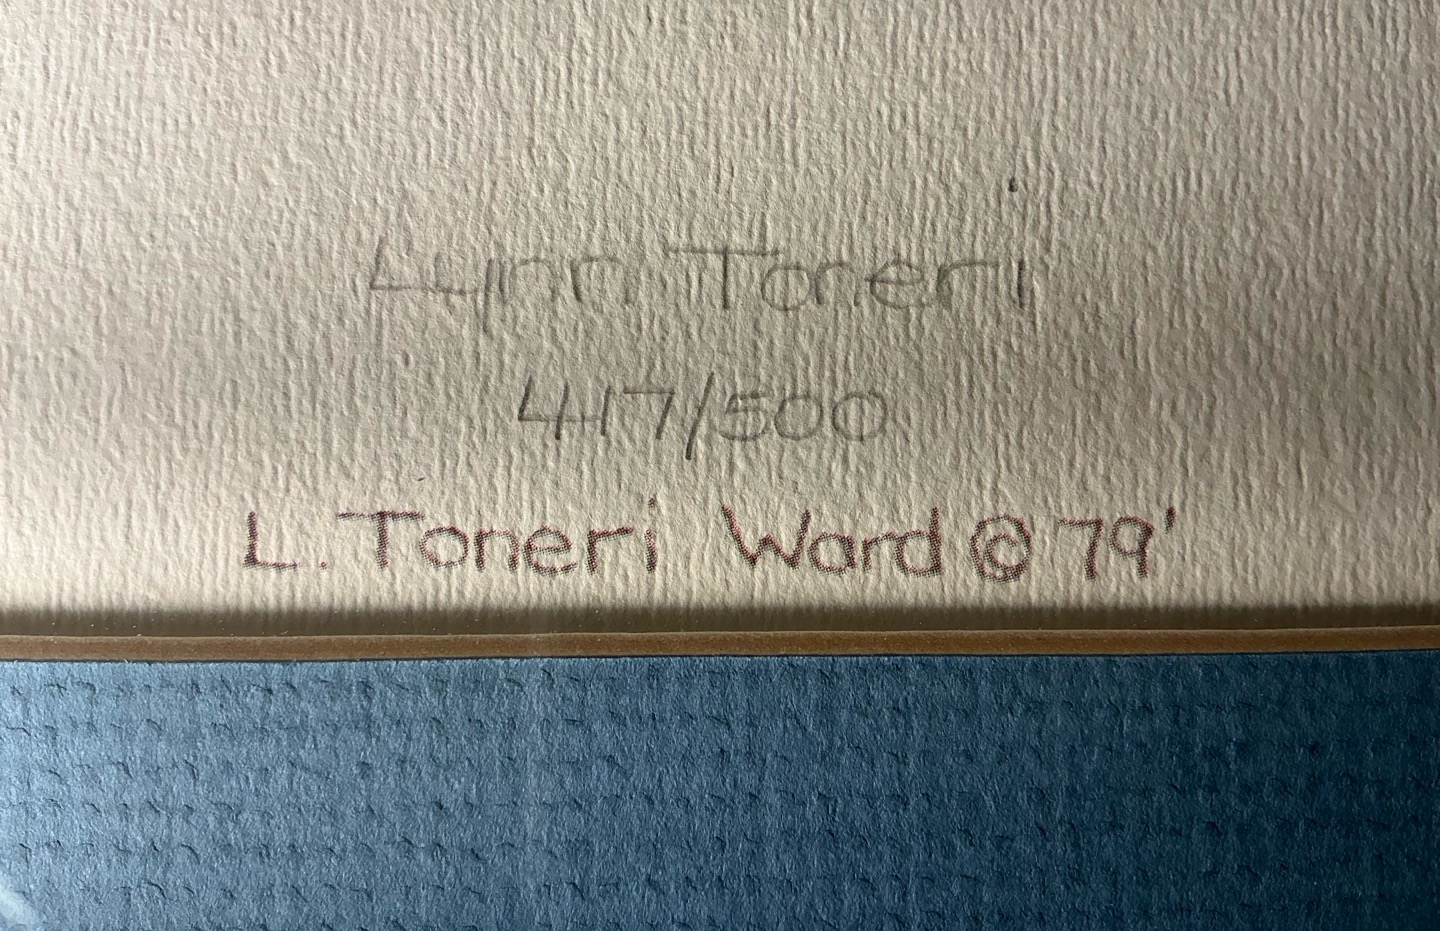 Lynn Toneri
417/500
L. Toneri Ward © 79'